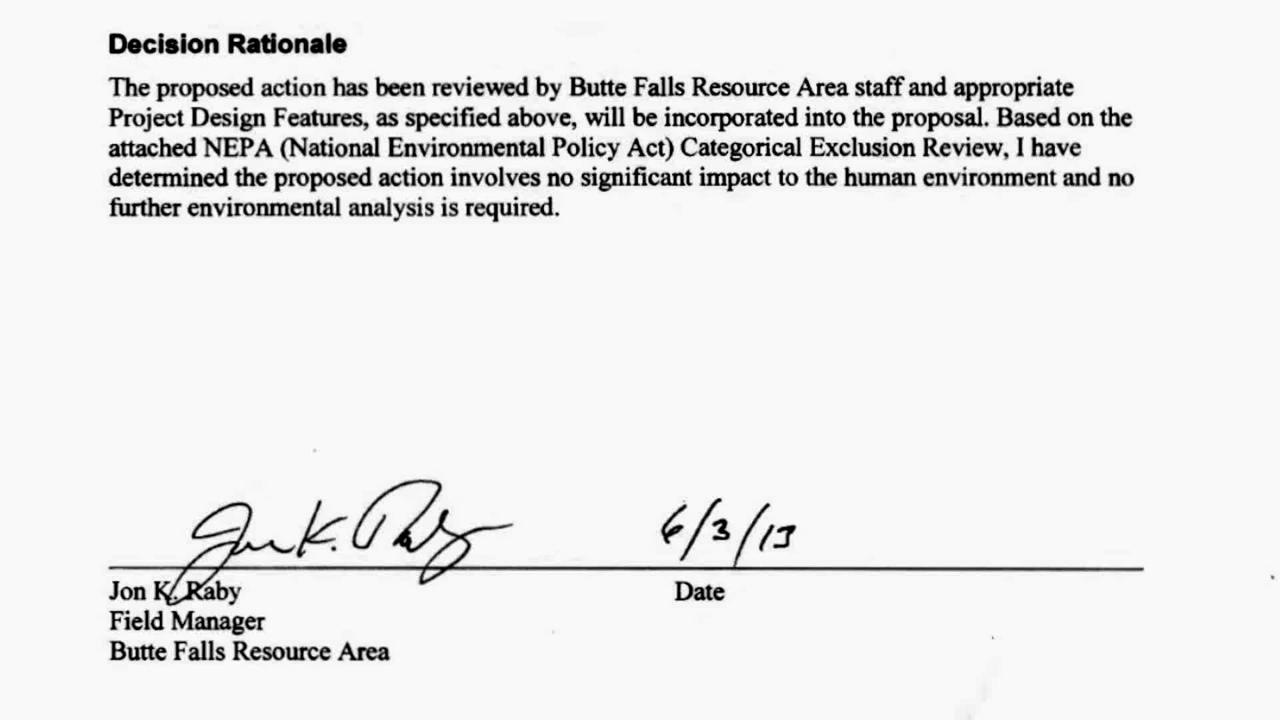 Decision Rationale
The proposed action has been reviewed by Butte Falls Resource Area staff and appropriate
Project Design Features, as specified above, will be incorporated into the proposal. Based on the
attached NEPA (National Environmental Policy Act) Categorical Exclusion Review, I have
determined the proposed action involves no significant impact to the human environment and no
further environmental analysis is required.
Jon K. Raby 6/3/13
Jon K. Raby Date
Field Manager
Butte Falls Resource Area